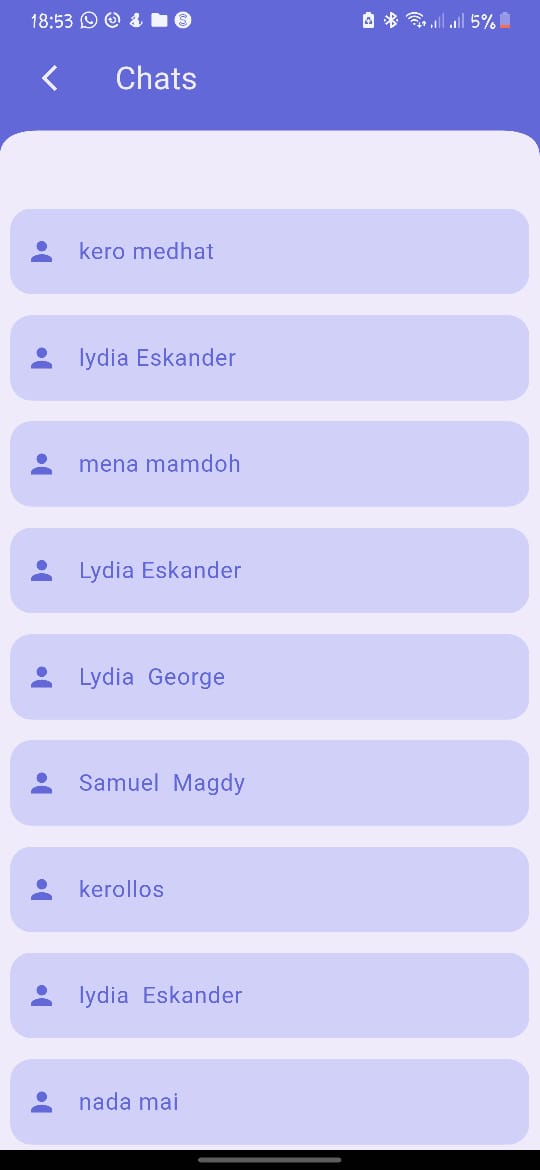 18:53 5%
Chats
kero medhat
lydia Eskander
mena mamdoh
Lydia Eskander
Lydia  George
Samuel  Magdy
kerollos
lydia  Eskander
nada mai